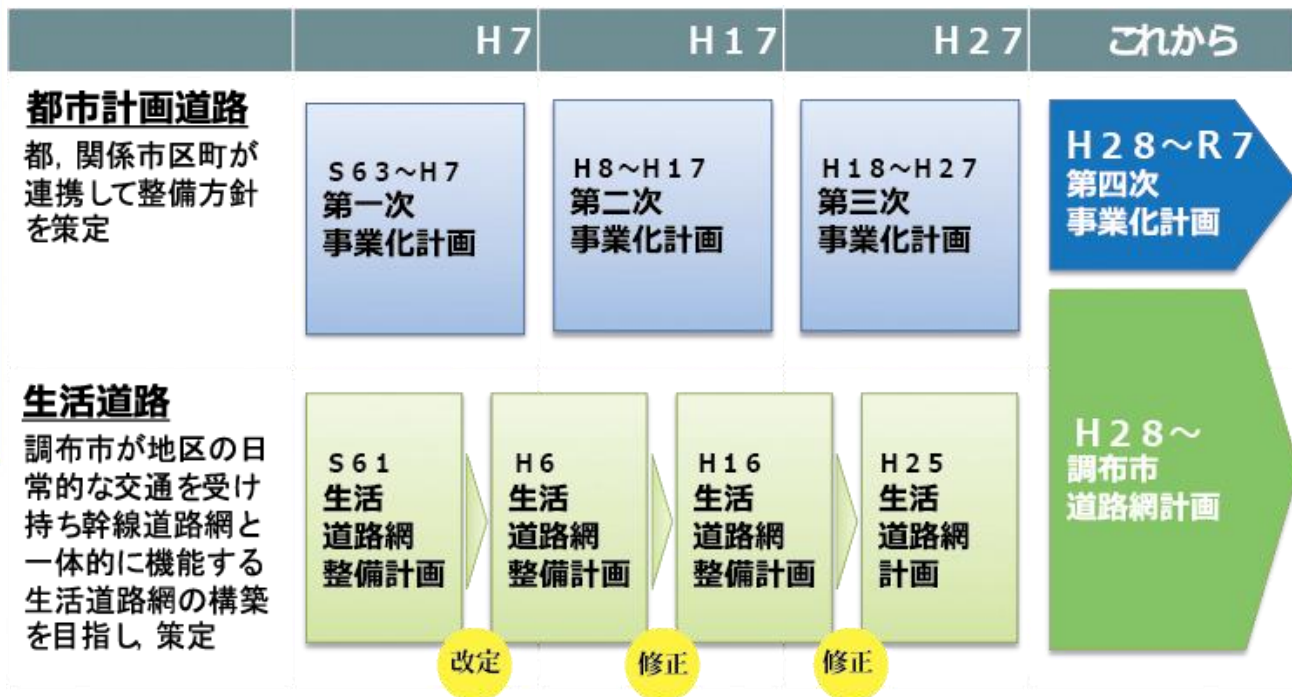 H7
H17
H27
これから
都市計画道路
都,関係市区町が
連携して整備方針
を策定
S63～H7
第一次
事業化計画
H8～H17
第二次
事業化計画
H18～H27
第三次
事業化計画
H28～R7
第四次
事業化計画
生活道路
調布市が地区の日
常的な交通を受け
持ち幹線道路網と
一体的に機能する
生活道路網の構築
を目指し,策定
S61
生活
道路網
整備計画
改定
H6
生活
道路網
整備計画
修正
H16
生活
道路網
整備計画
修正
H25
生活
道路網
計画
H28～
調布市
道路網計画